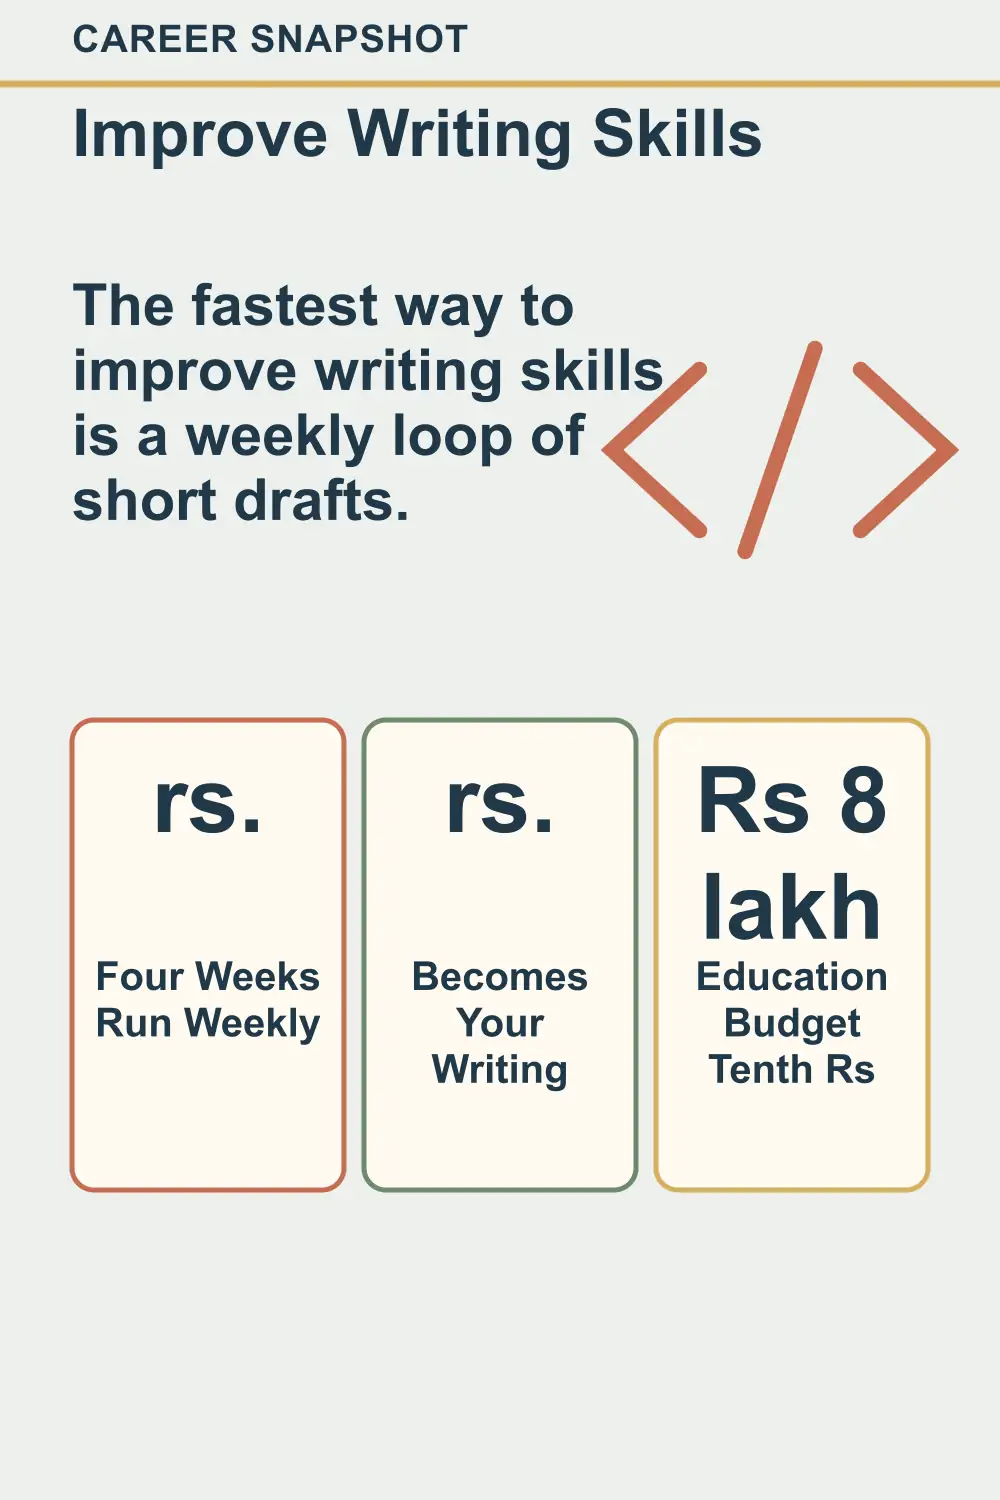 CAREER SNAPSHOT
Improve Writing Skills
The fastest way to
improve writing skills
is a weekly loop of
short drafts.
rs.
Four Weeks
Run Weekly
rs.
Becomes
Your
Writing
Rs 8
lakh
Education
Budget
Tenth Rs